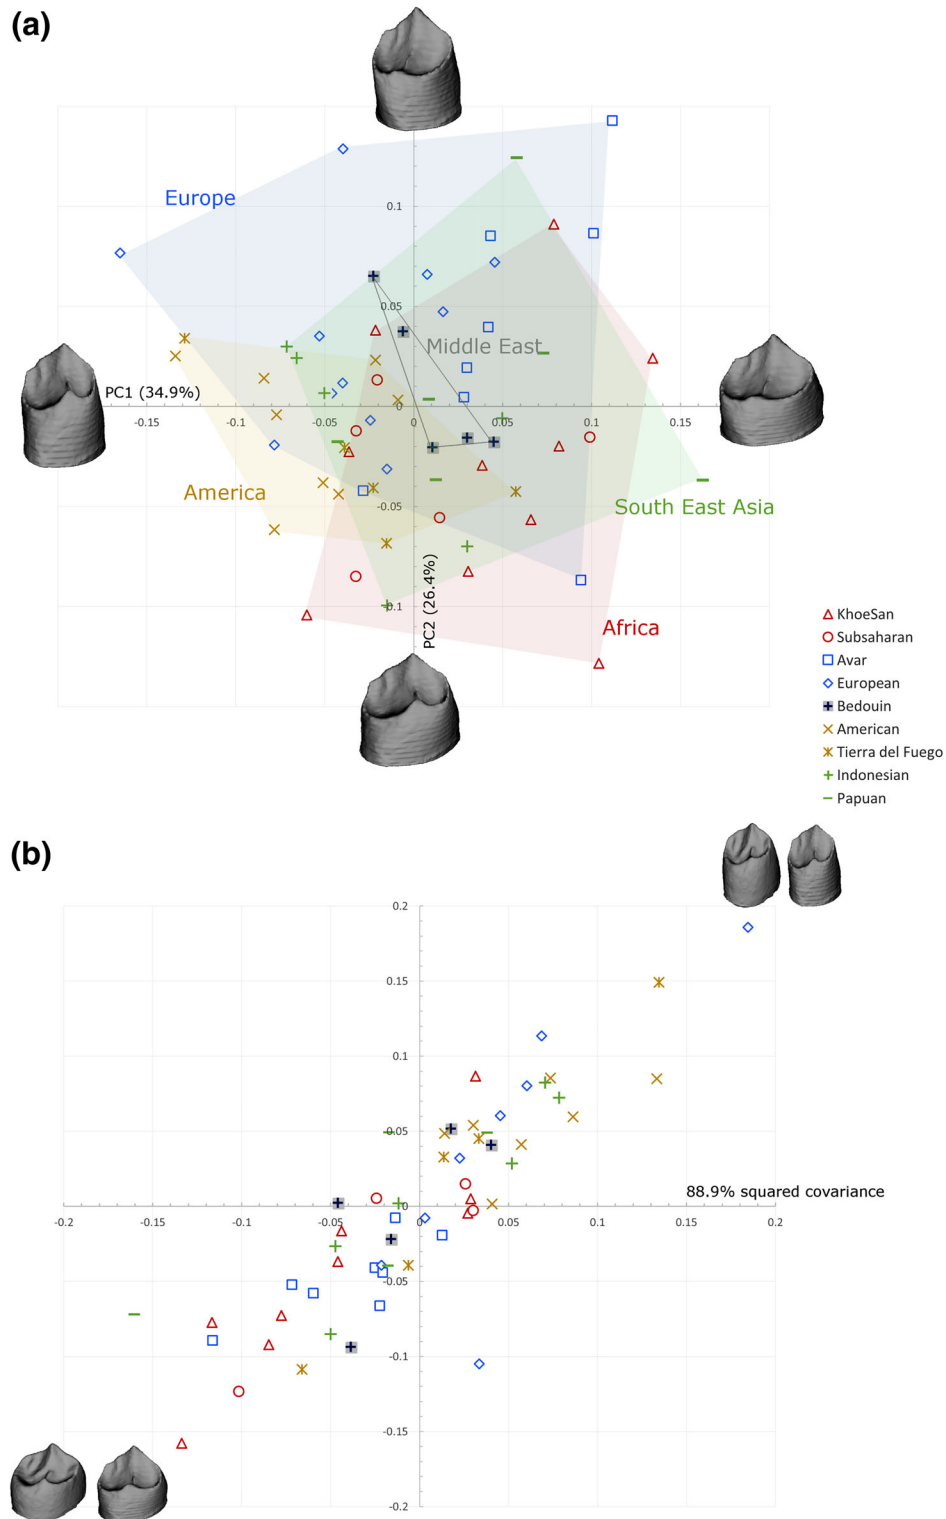 (a)
Europe
0.1
0.05
Middle East
PC1 (34.9%)
0
-0.15
-0.1
-0.05
0
0.05
0.1
0.15
America
-0.05
South East Asia
-0.1
PC2 (26.4%)
Africa
KhoeSan
Subsaharan
Avar
European
Bedouin
American
Tierra del Fuego
Indonesian
Papuan
(b)
0.2
0.15
0.1
0.05
88.9% squared covariance
0
-0.2
-0.15
-0.1
-0.05
0
0.05
0.1
0.15
0.2
-0.05
-0.1
-0.15
-0.2